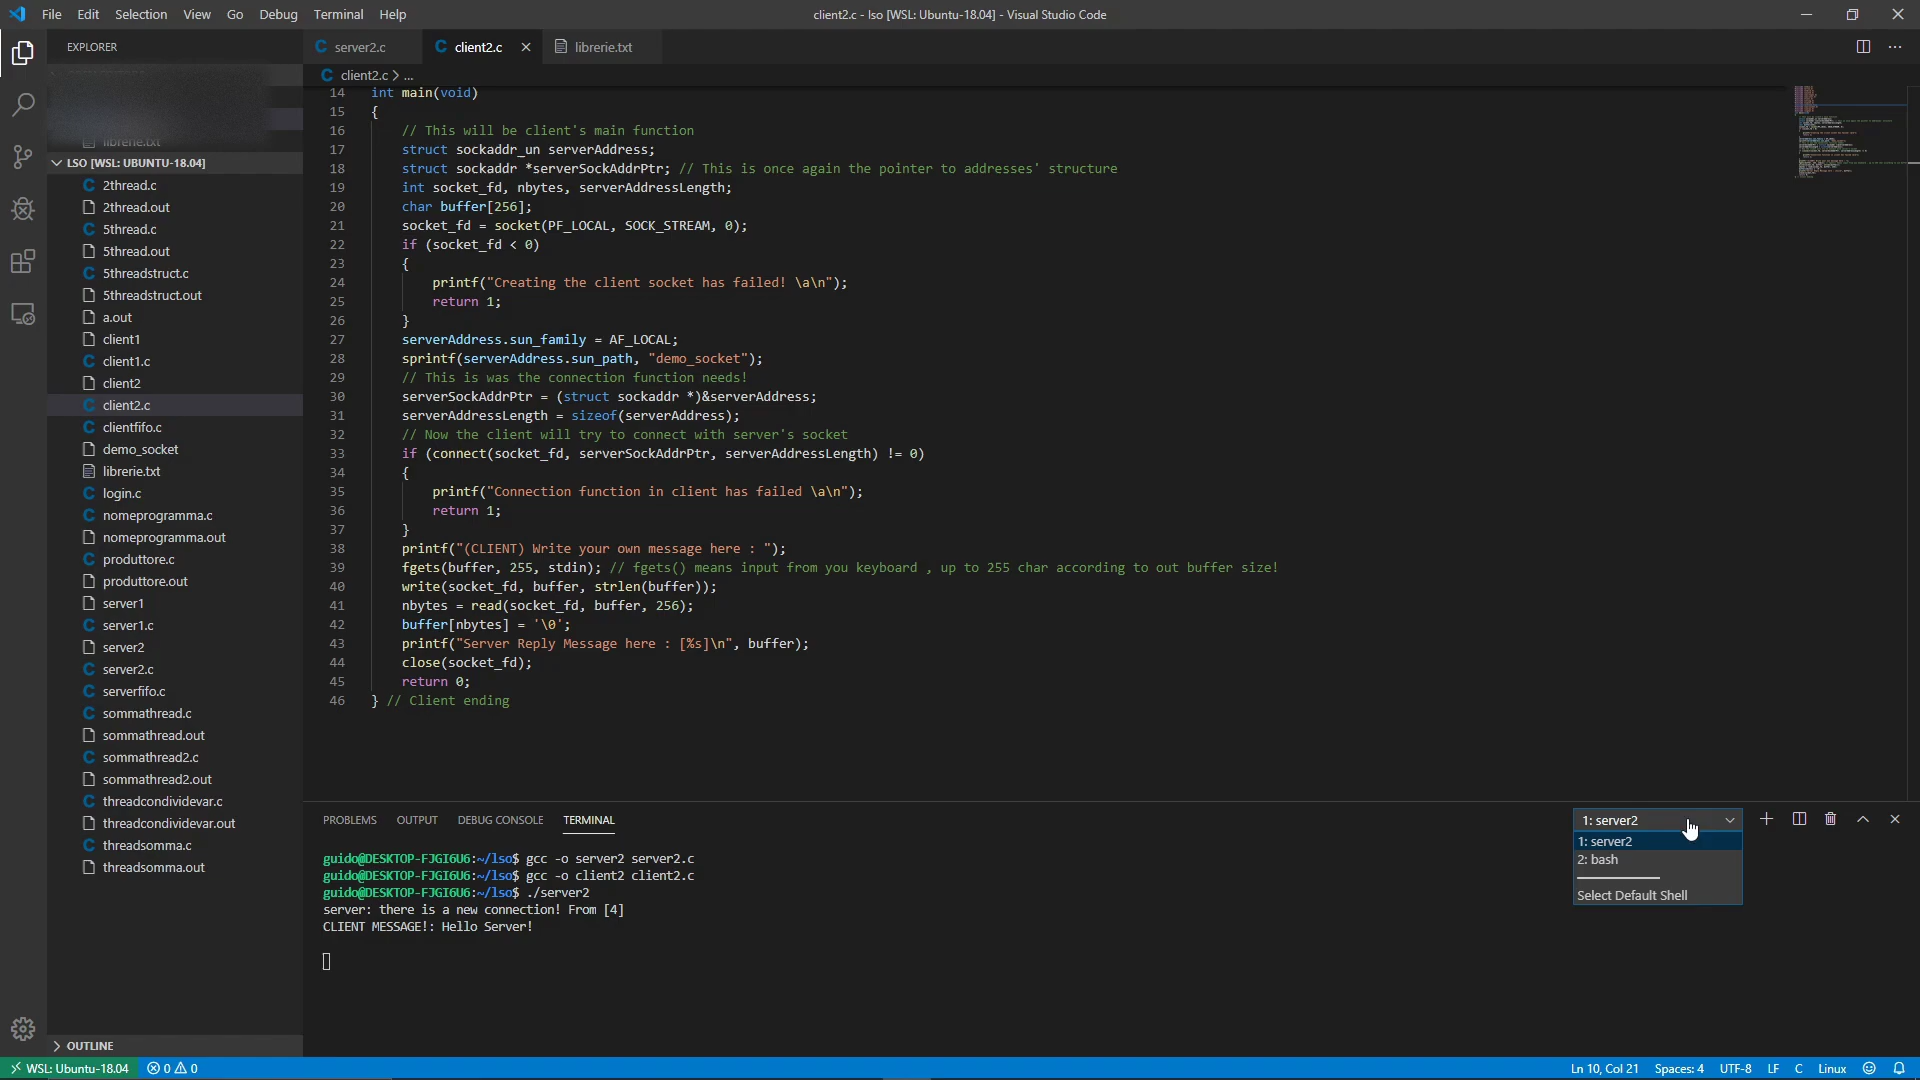 File Edit Selection View Go Debug Terminal Help
client2.c - lso [WSL: Ubuntu-18.04] - Visual Studio Code
EXPLORER
server2.c
client2.c
librerie.txt
client2.c > ...
librerie.txt
LSO [WSL: UBUNTU-18.04]
2thread.c
2thread.out
5thread.c
5thread.out
5threadstruct.c
5threadstruct.out
a.out
client1
client1.c
client2
client2.c
clientfifo.c
demo_socket
librerie.txt
login.c
nomeprogramma.c
nomeprogramma.out
produttore.c
produttore.out
server1
server1.c
server2
server2.c
serverfifo.c
sommathread.c
sommathread.out
sommathread2.c
sommathread2.out
threadcondividevar.c
threadcondividevar.out
threadsomma.c
threadsomma.out
OUTLINE
14 int main(void)
15 {
16 // This will be client's main function
17 struct sockaddr_un serverAddress;
18 struct sockaddr *serverSockAddrPtr; // This is once again the pointer to addresses' structure
19 int socket_fd, nbytes, serverAddressLength;
20 char buffer[256];
21 socket_fd = socket(PF_LOCAL, SOCK_STREAM, 0);
22 if (socket_fd < 0)
23 {
24 printf("Creating the client socket has failed! \a\n");
25 return 1;
26 }
27 serverAddress.sun_family = AF_LOCAL;
28 sprintf(serverAddress.sun_path, "demo_socket");
29 // This is was the connection function needs!
30 serverSockAddrPtr = (struct sockaddr *)&serverAddress;
31 serverAddressLength = sizeof(serverAddress);
32 // Now the client will try to connect with server's socket
33 if (connect(socket_fd, serverSockAddrPtr, serverAddressLength) != 0)
34 {
35 printf("Connection function in client has failed \a\n");
36 return 1;
37 }
38 printf("(CLIENT) Write your own message here : ");
39 fgets(buffer, 255, stdin); // fgets() means input from you keyboard , up to 255 char according to out buffer size!
40 write(socket_fd, buffer, strlen(buffer));
41 nbytes = read(socket_fd, buffer, 256);
42 buffer[nbytes] = '\0';
43 printf("Server Reply Message here : [%s]\n", buffer);
44 close(socket_fd);
45 return 0;
46 } // Client ending
PROBLEMS OUTPUT DEBUG CONSOLE TERMINAL
1: server2
1: server2
2: bash
Select Default Shell
guido@DESKTOP-FJGI6U6:~/lso$ gcc -o server2 server2.c
guido@DESKTOP-FJGI6U6:~/lso$ gcc -o client2 client2.c
guido@DESKTOP-FJGI6U6:~/lso$ ./server2
server: there is a new connection! From [4]
CLIENT MESSAGE!: Hello Server!
WSL: Ubuntu-18.04 0 0 Ln 10, Col 21 Spaces: 4 UTF-8 LF C Linux